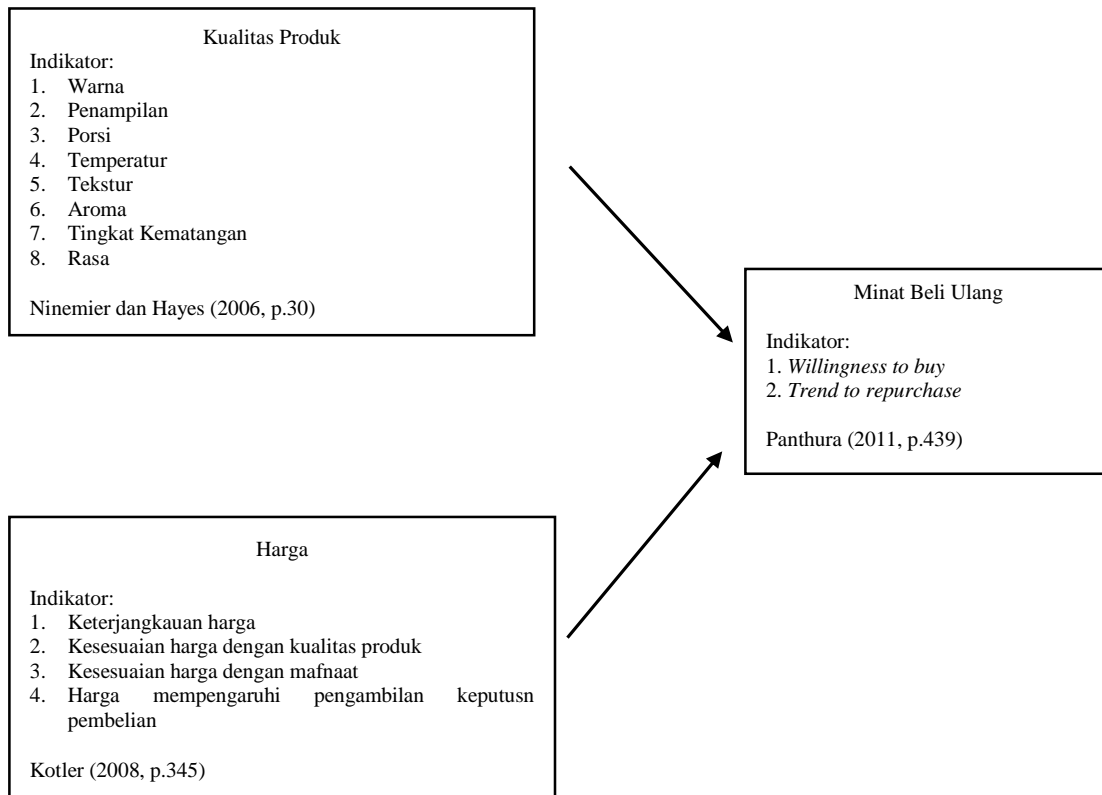 Kualitas Produk
Indikator:
1. Warna
2. Penampilan
3. Porsi
4. Temperatur
5. Tekstur
6. Aroma
7. Tingkat Kematangan
8. Rasa
Ninemier dan Hayes (2006, p.30)
Minat Beli Ulang
Indikator:
1. Willingness to buy
2. Trend to repurchase
Panthura (2011, p.439)
Harga
Indikator:
1. Keterjangkauan harga
2. Kesesuaian harga dengan kualitas produk
3. Kesesuaian harga dengan mafnaat
4. Harga mempengaruhi pengambilan keputusn
pembelian
Kotler (2008, p.345)